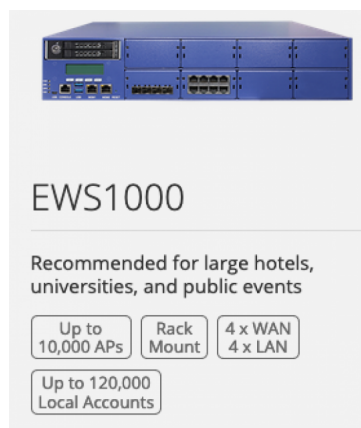 EWS1000
Recommended for large hotels,
universities, and public events
Up to
10,000 APs
Rack
Mount
4 x WAN
4 x LAN
Up to 120,000
Local Accounts